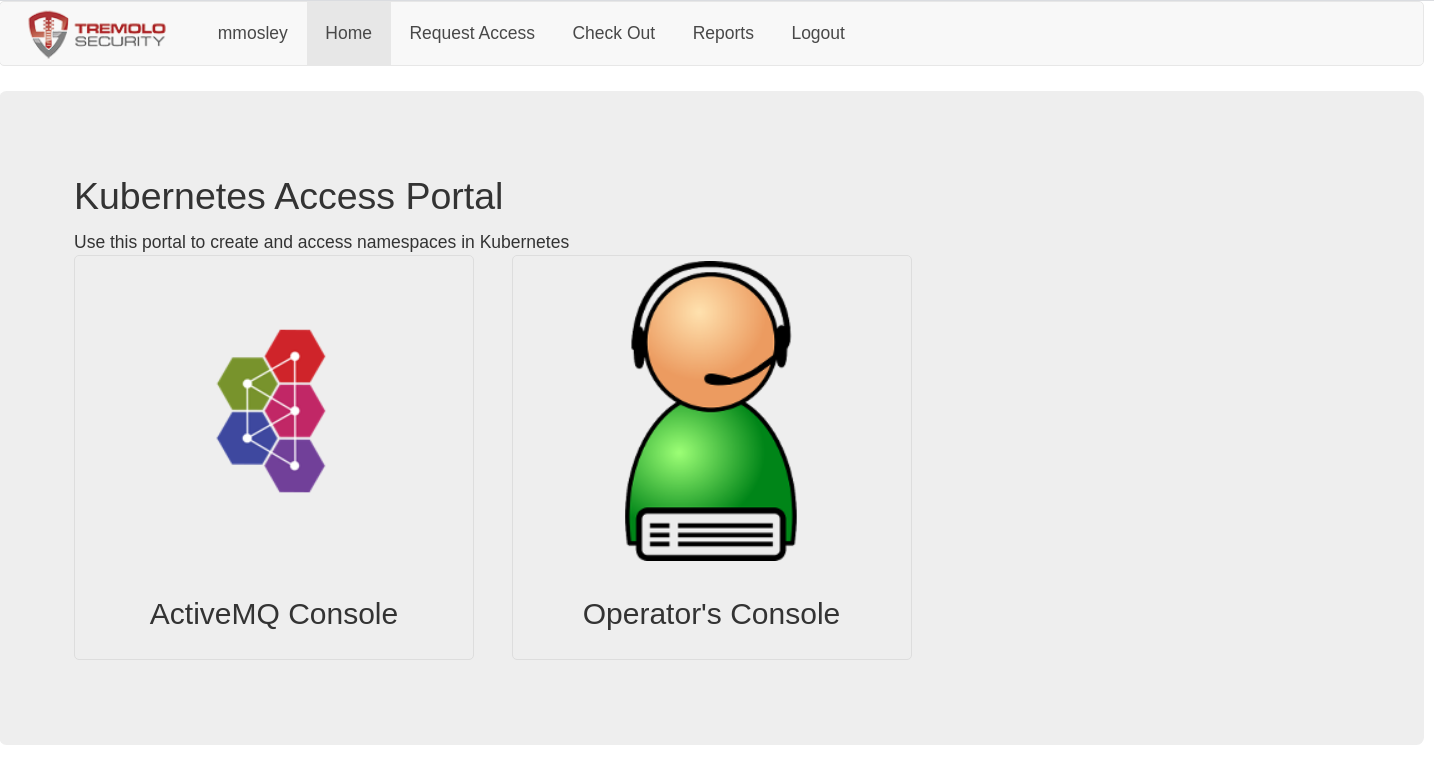 TREMOLO
SECURITY
mmosley Home Request Access Check Out Reports Logout
Kubernetes Access Portal
Use this portal to create and access namespaces in Kubernetes
ActiveMQ Console
Operator's Console